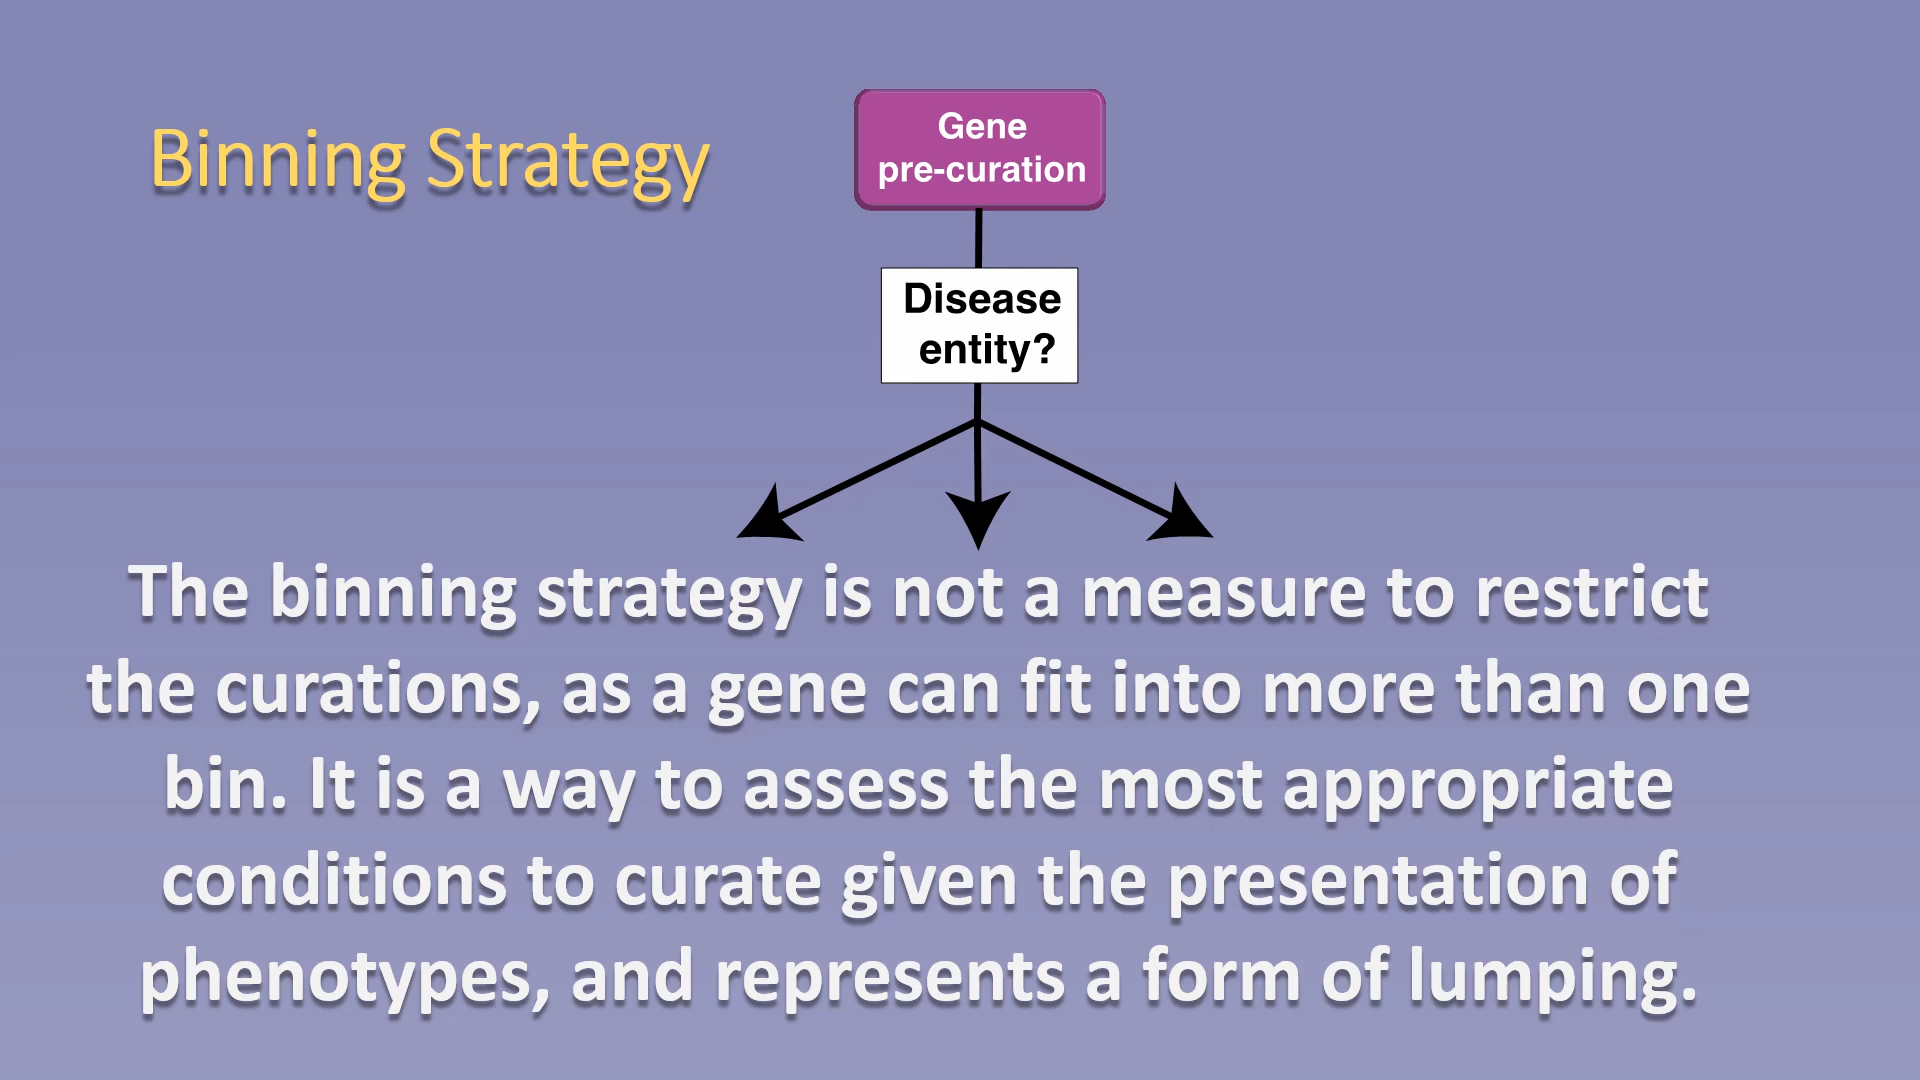 Binning Strategy
Gene
pre-curation
Disease
entity?
The binning strategy is not a measure to restrict
the curations, as a gene can fit into more than one
bin. It is a way to assess the most appropriate
conditions to curate given the presentation of
phenotypes, and represents a form of lumping.